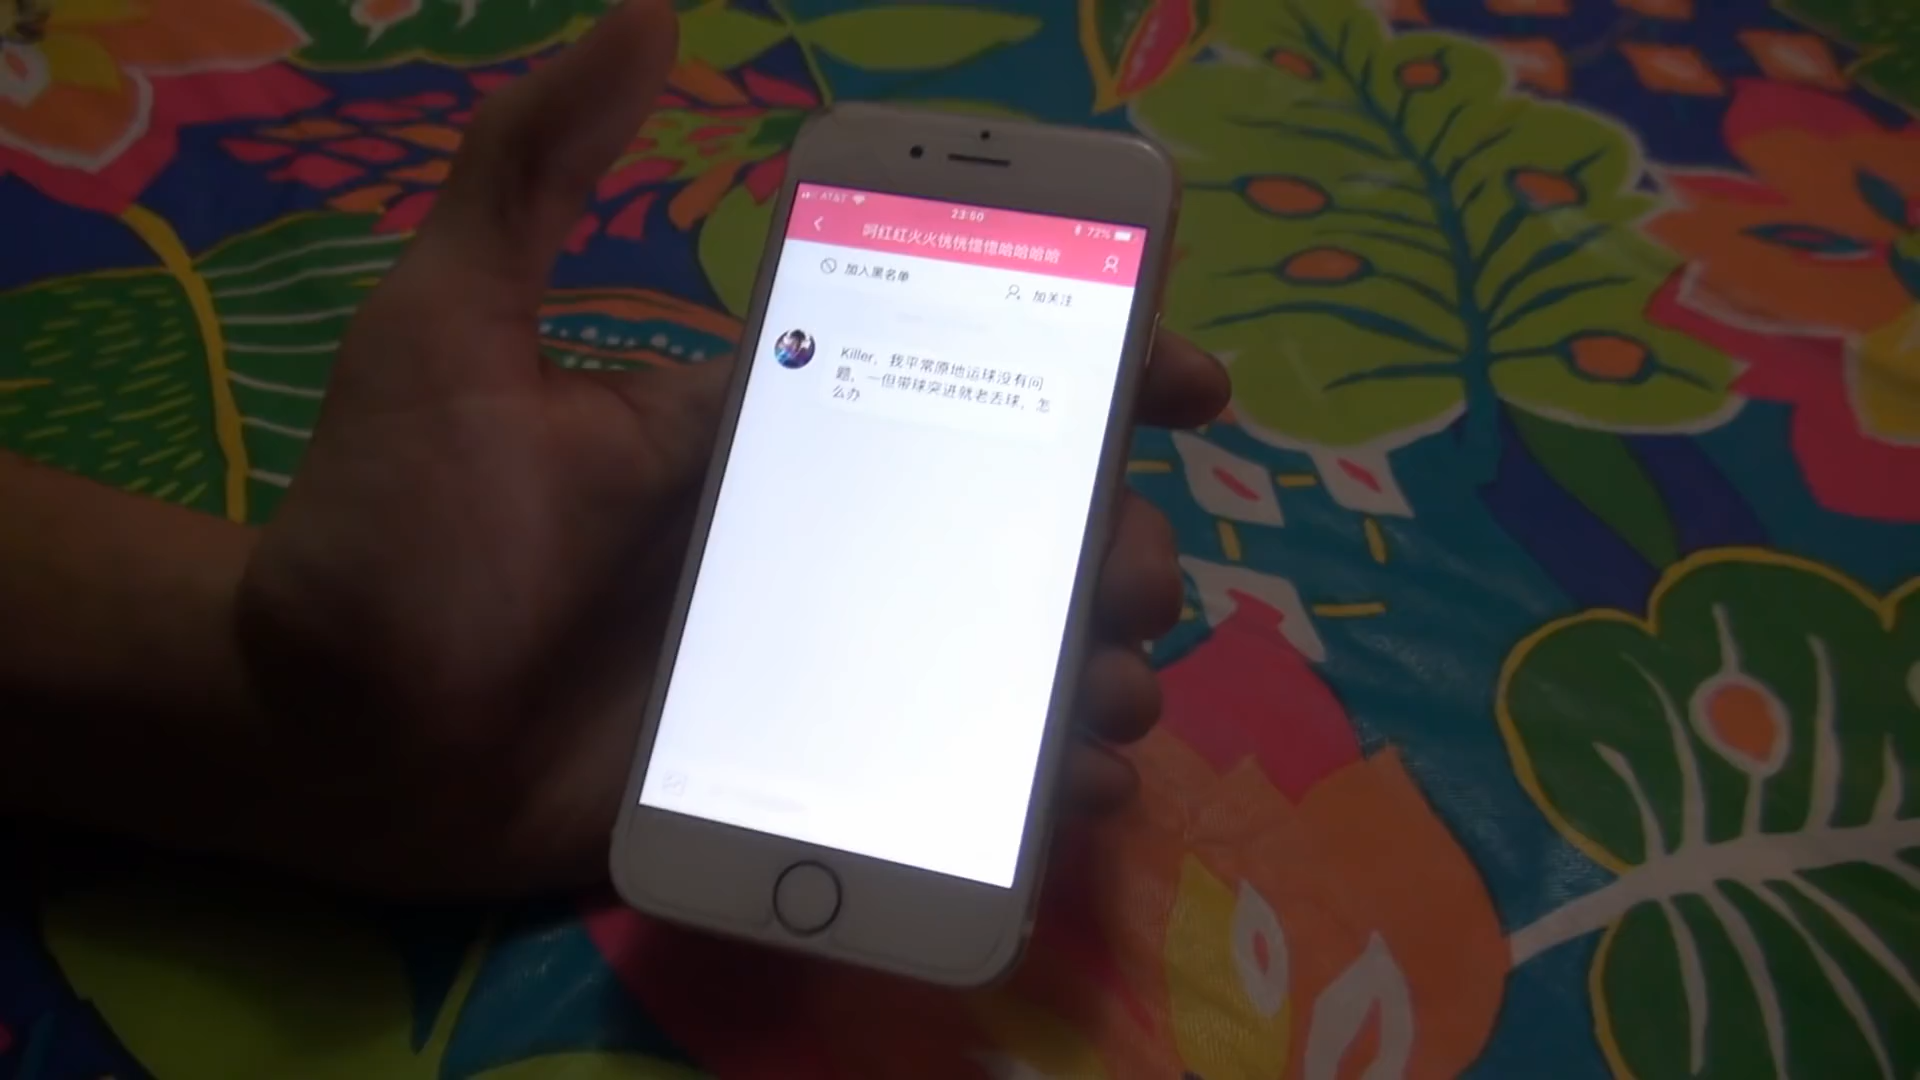 AT&T
23:50
72%
呵红红火火恍恍惚惚哈哈哈哈
加入黑名单
加关注
Killer，我平常原地运球没有问
题，一但带球突进就老丢球，怎
么办